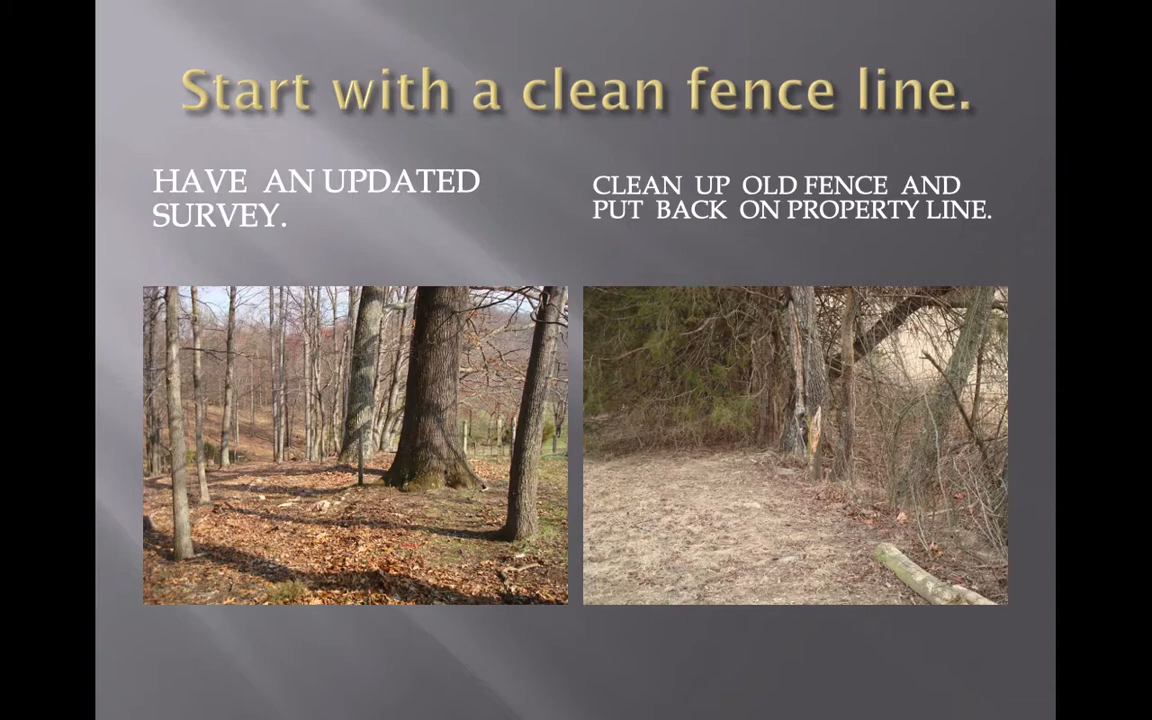 Start with a clean fence line.
HAVE AN UPDATED
SURVEY.
CLEAN UP OLD FENCE AND
PUT BACK ON PROPERTY LINE.